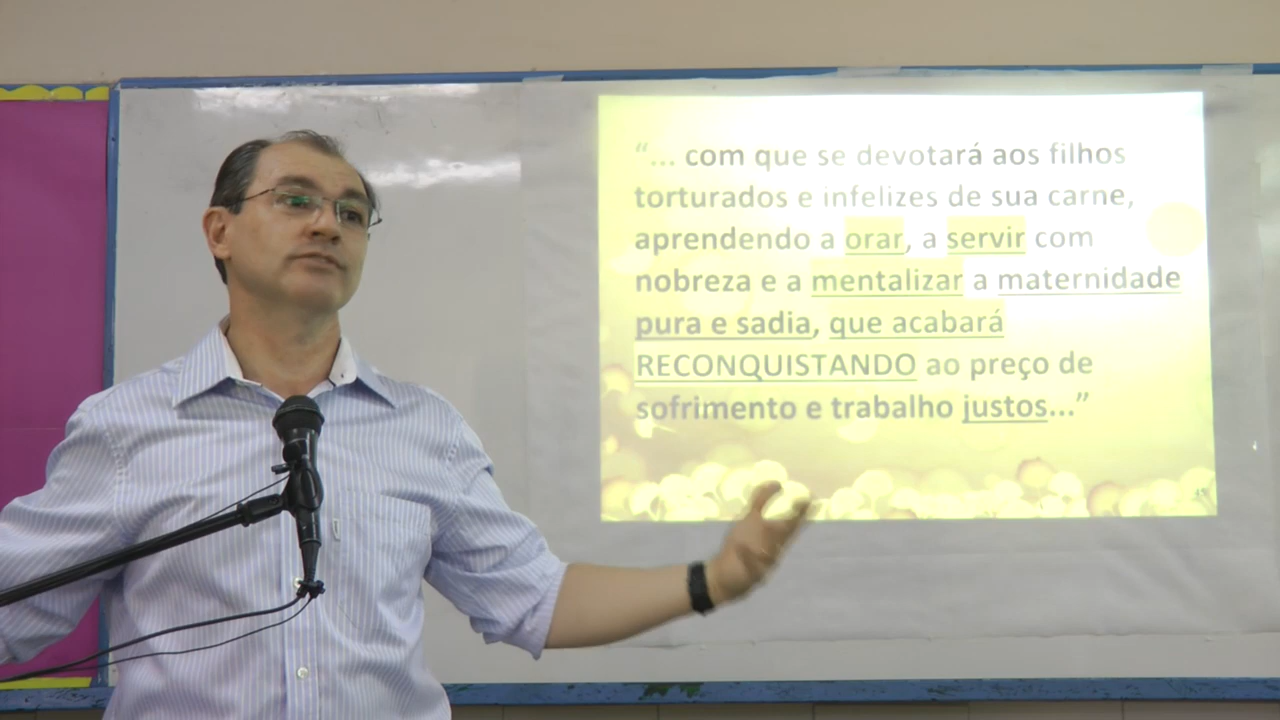 “... com que se devotará aos filhos
torturados e infelizes de sua carne,
aprendendo a orar, a servir com
nobreza e a mentalizar a maternidade
pura e sadia, que acabará
RECONQUISTANDO ao preço de
sofrimento e trabalho justos...”